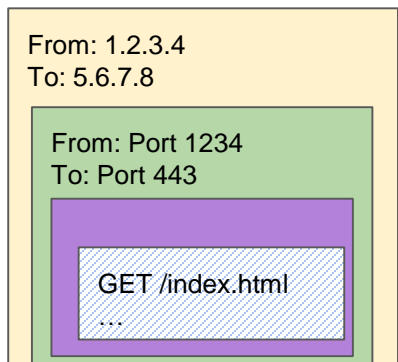 From: 1.2.3.4
To: 5.6.7.8
From: Port 1234
To: Port 443
GET /index.html
…